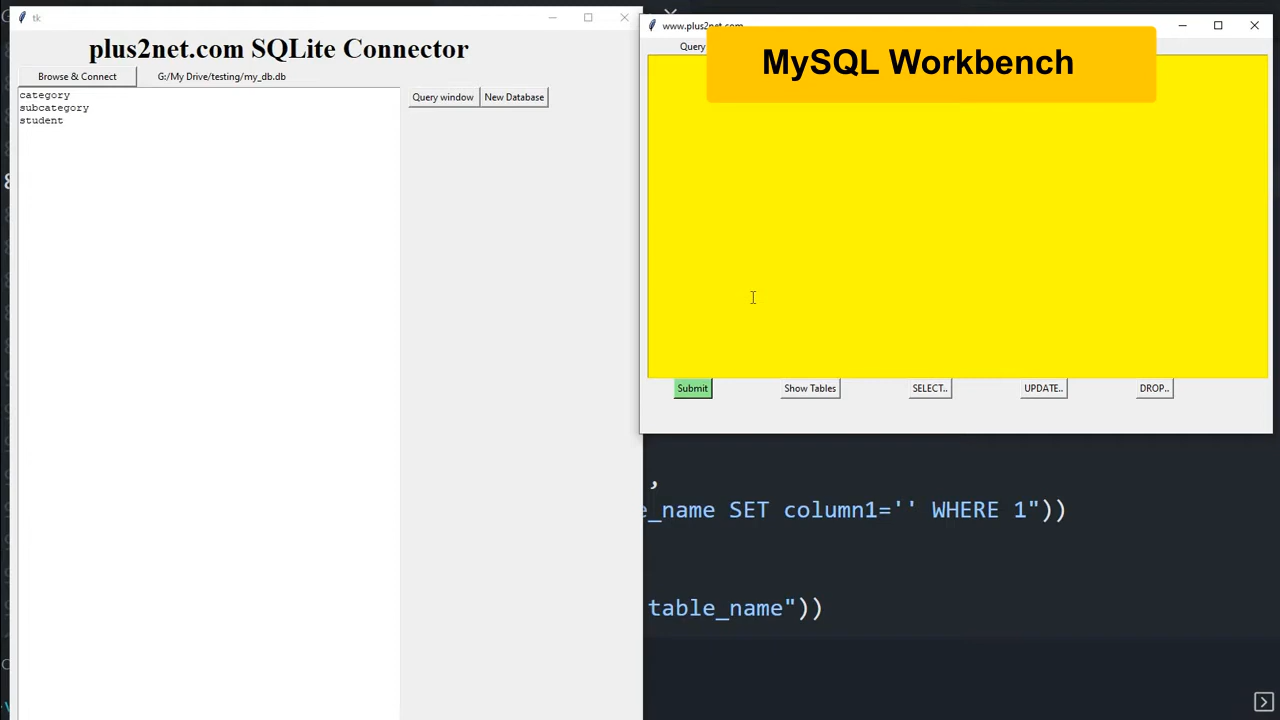 tk
plus2net.com SQLite Connector
Browse & Connect
G:/My Drive/testing/my_db.db
category
subcategory
student
Query window
New Database
www.plus2net.com
Query
MySQL Workbench
Submit
Show Tables
SELECT..
UPDATE..
DROP..
,
e_name SET column1='' WHERE 1"))
table_name"))